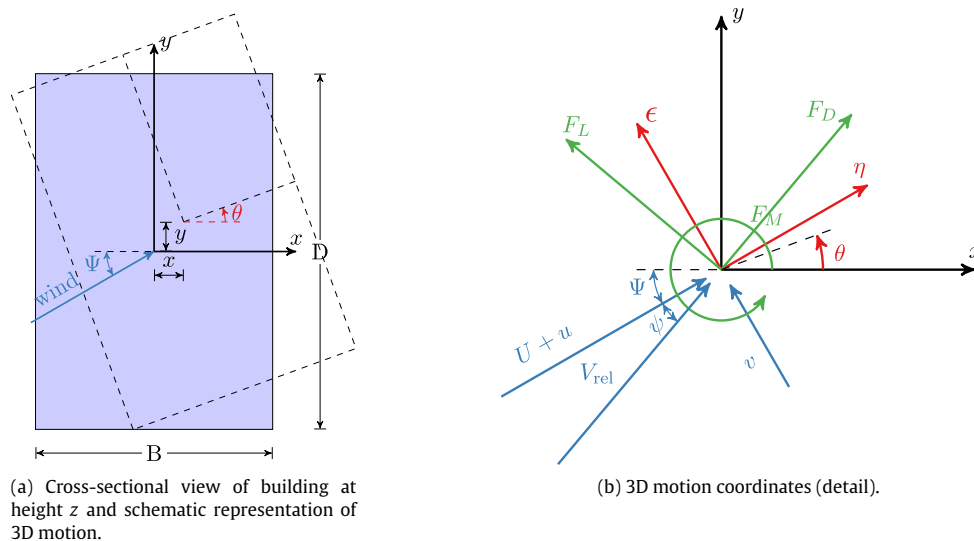 y
θ
y
x
x
D
Ψ
wind
B
(a) Cross-sectional view of building at
height z and schematic representation of
3D motion.
y
F_L
ϵ
F_D
η
F_M
θ
x
Ψ
ψ
U + u
V_rel
v
(b) 3D motion coordinates (detail).